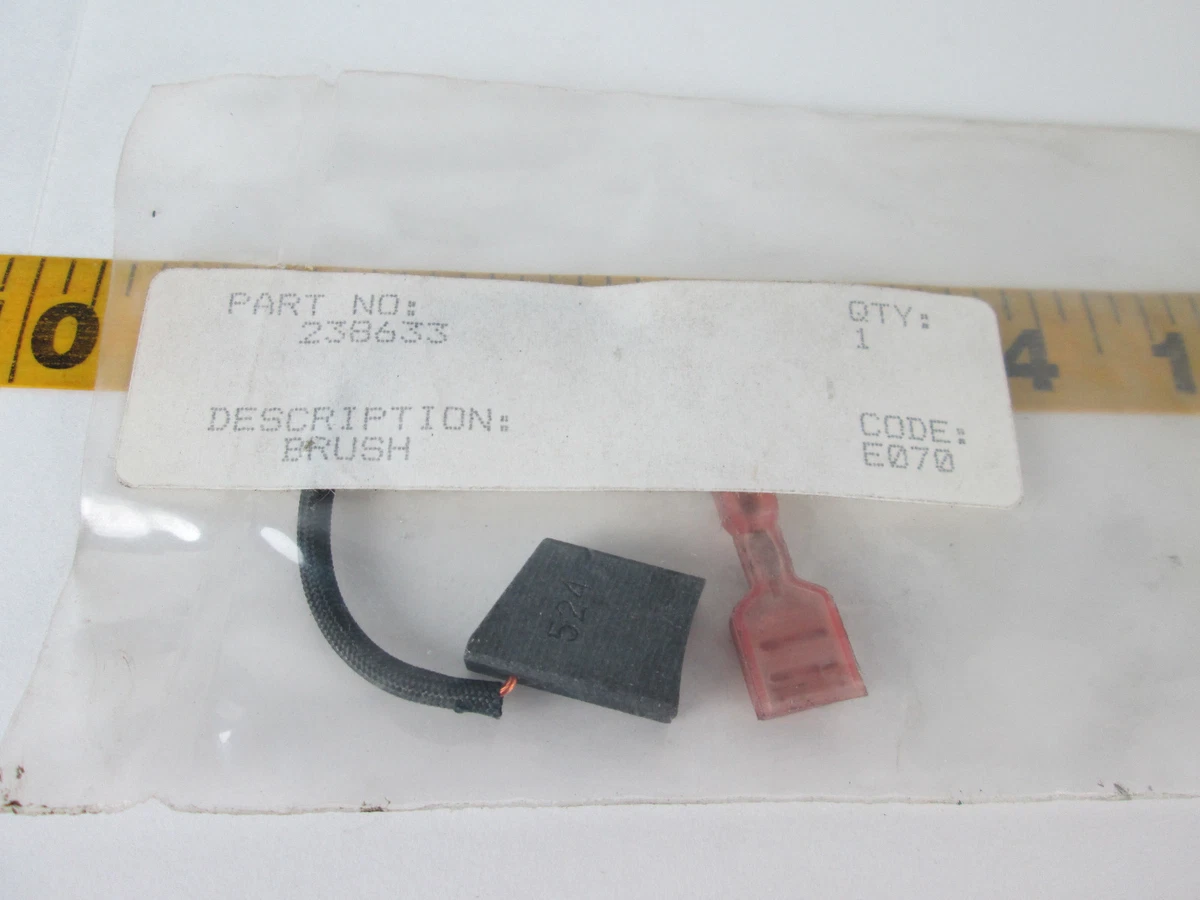 PART NO:
238633
QTY:
1
DESCRIPTION:
BRUSH
CODE:
E070
0
4
1
524